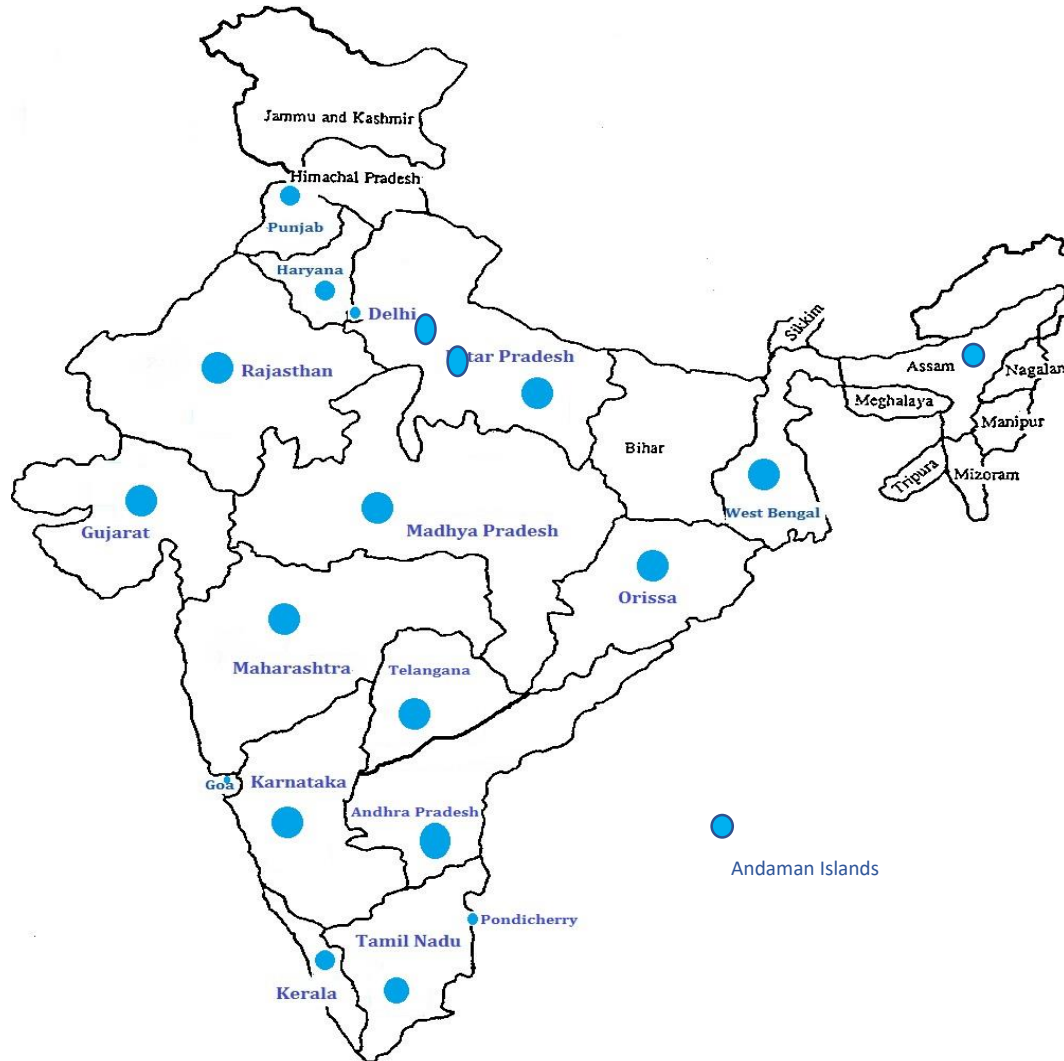 Jammu and Kashmir
Himachal Pradesh
Punjab
Haryana
Delhi
Rajasthan
Pradesh
Sikkim
Assam
Meghalaya
Manipur
Tripura
Mizoram
Bihar
West Bengal
Gujarat
Madhya Pradesh
Orissa
Maharashtra
Telangana
Goa
Karnataka
Andhra Pradesh
Andaman Islands
Pondicherry
Tamil Nadu
Kerala